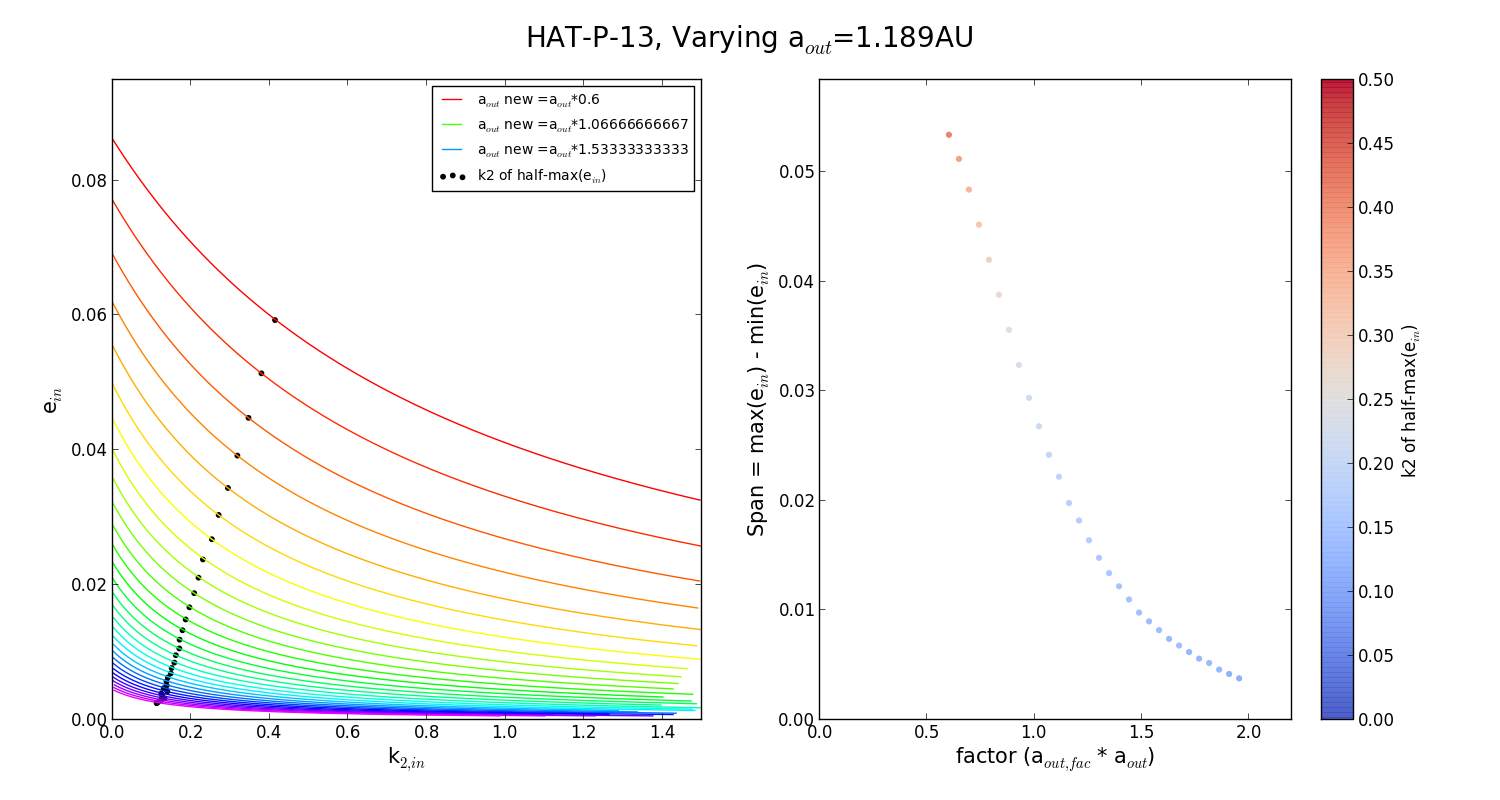 HAT-P-13, Varying a_out=1.189AU
a_out new =a_out*0.6
a_out new =a_out*1.06666666667
a_out new =a_out*1.53333333333
k2 of half-max(e_in)
0.08
0.06
0.04
0.02
0.00
e_in
0.0 0.2 0.4 0.6 0.8 1.0 1.2 1.4
k_2,in
0.05
0.04
0.03
0.02
0.01
0.00
Span = max(e_in) - min(e_in)
0.0 0.5 1.0 1.5 2.0
factor (a_out,fac * a_out)
0.50
0.45
0.40
0.35
0.30
0.25
0.20
0.15
0.10
0.05
0.00
k2 of half-max(e_in)